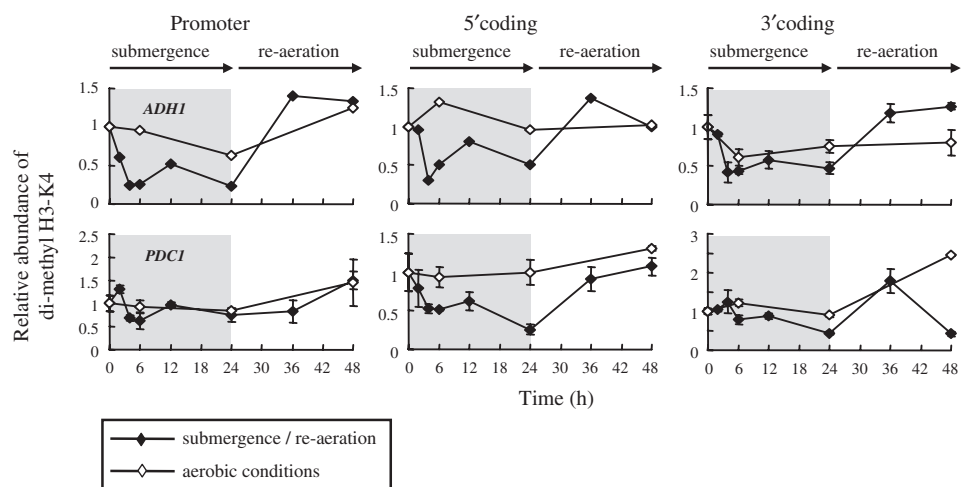 Promoter 5′coding 3′coding
submergence re-aeration submergence re-aeration submergence re-aeration
Relative abundance of
di-methyl H3-K4
1.5 1.5 1.5
ADH1
1 1 1
0.5 0.5 0.5
0 0 0
2.5 1.5 3
PDC1
2
1.5 1 2
1
0.5 0.5 1
0 0 0
0 6 12 18 24 30 36 42 48 0 6 12 18 24 30 36 42 48 0 6 12 18 24 30 36 42 48
Time (h)
submergence / re-aeration
aerobic conditions